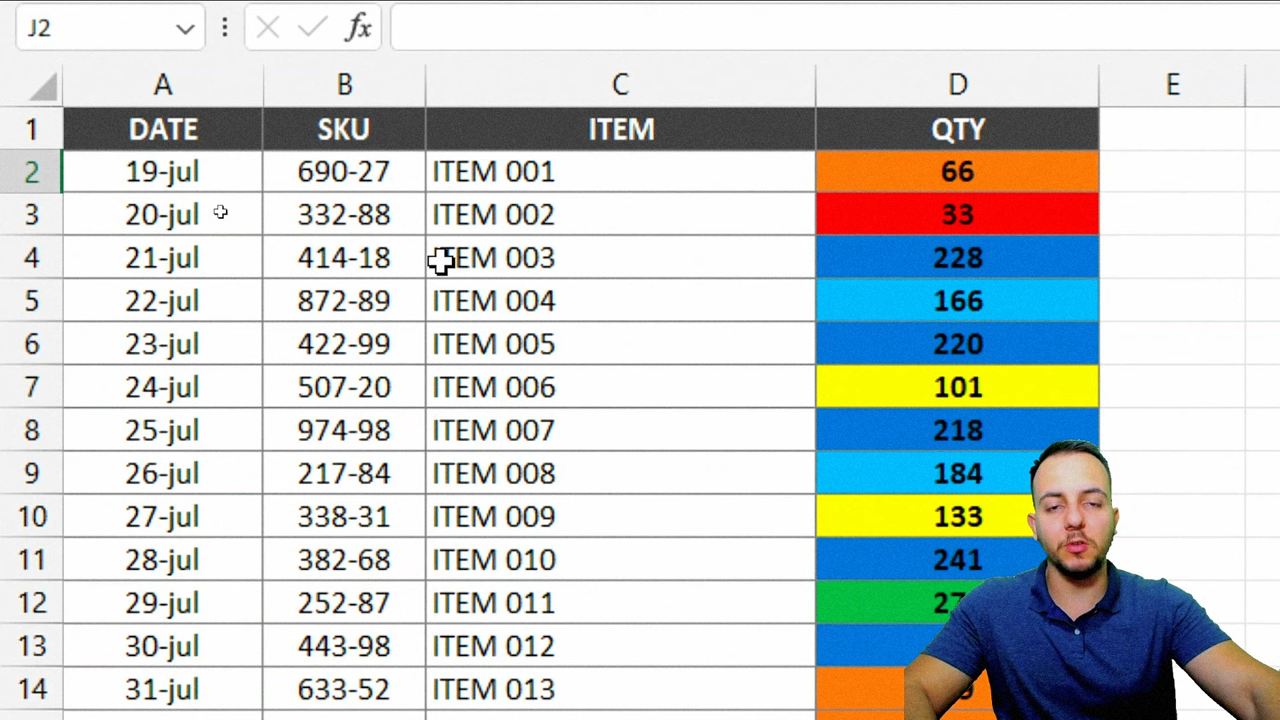 J2 fx
A B C D E
1 DATE SKU ITEM QTY
2 19-jul 690-27 ITEM 001 66
3 20-jul 332-88 ITEM 002 33
4 21-jul 414-18 ITEM 003 228
5 22-jul 872-89 ITEM 004 166
6 23-jul 422-99 ITEM 005 220
7 24-jul 507-20 ITEM 006 101
8 25-jul 974-98 ITEM 007 218
9 26-jul 217-84 ITEM 008 184
10 27-jul 338-31 ITEM 009 133
11 28-jul 382-68 ITEM 010 241
12 29-jul 252-87 ITEM 011
13 30-jul 443-98 ITEM 012
14 31-jul 633-52 ITEM 013